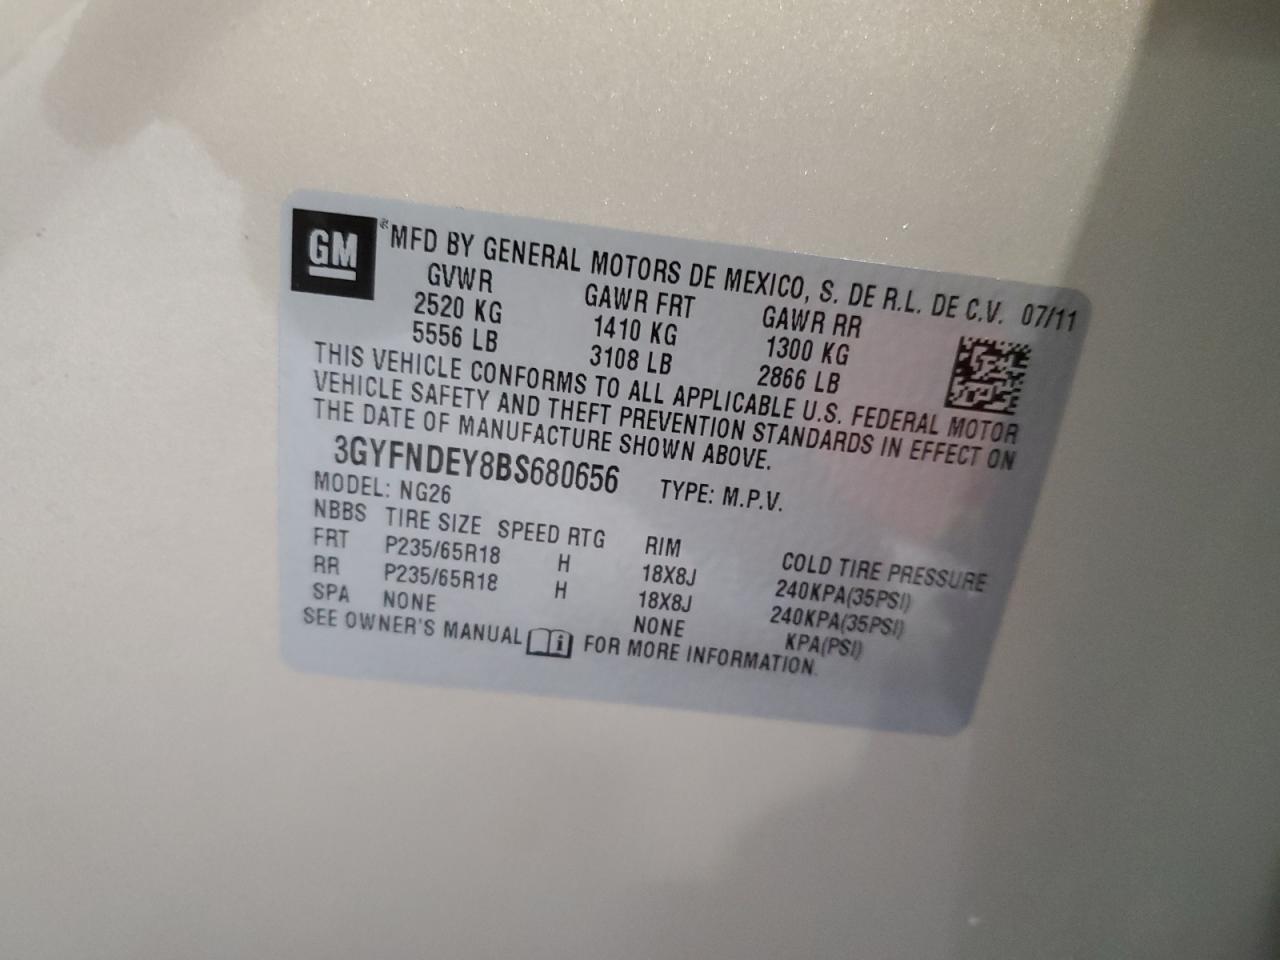 GM
® MFD BY GENERAL MOTORS DE MEXICO, S. DE R.L. DE C.V. 07/11
GVWR GAWR FRT GAWR RR
2520 KG 1410 KG 1300 KG
5556 LB 3108 LB 2866 LB
THIS VEHICLE CONFORMS TO ALL APPLICABLE U.S. FEDERAL MOTOR
VEHICLE SAFETY AND THEFT PREVENTION STANDARDS IN EFFECT ON
THE DATE OF MANUFACTURE SHOWN ABOVE.
3GYFNDEY8BS680656 TYPE: M.P.V.
MODEL: NG26
NBBS TIRE SIZE SPEED RTG RIM COLD TIRE PRESSURE
FRT P235/65R18 H 18X8J 240KPA(35PSI)
RR P235/65R18 H 18X8J 240KPA(35PSI)
SPA NONE NONE KPA(PSI)
SEE OWNER'S MANUAL i FOR MORE INFORMATION.